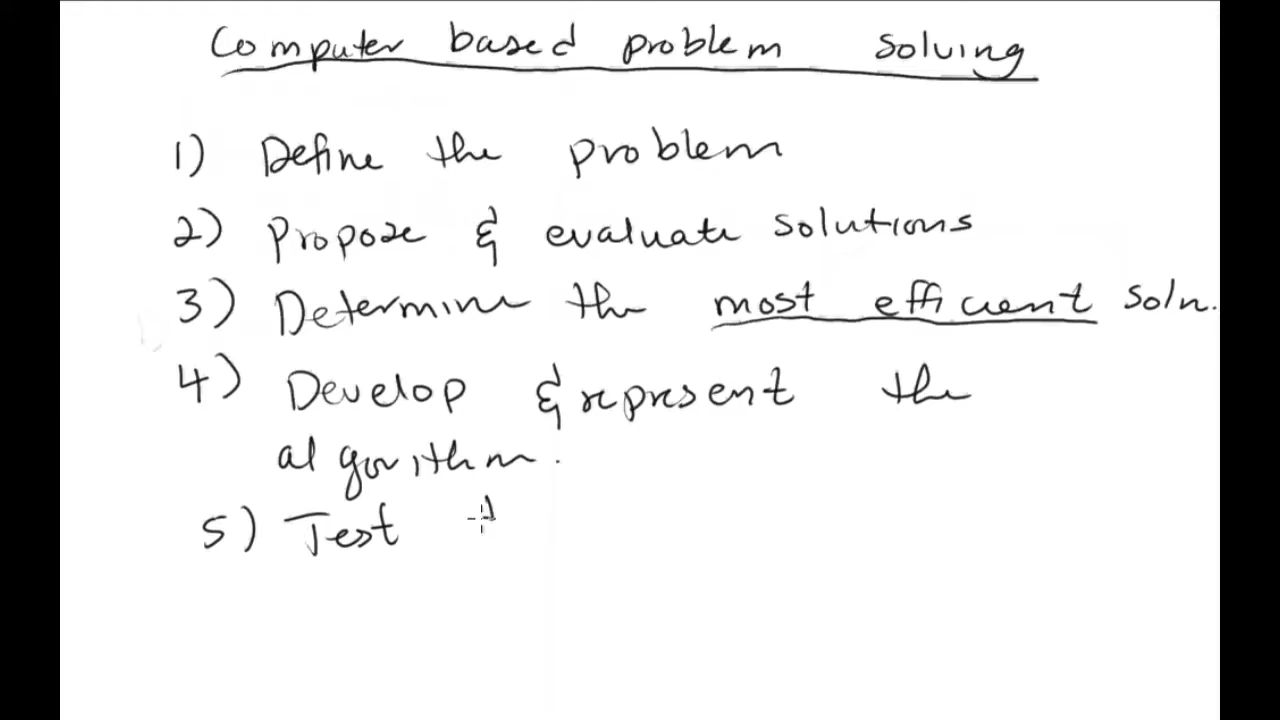 Computer based problem solving
1) Define the problem
2) Propose & evaluate solutions
3) Determine the most efficient soln.
4) Develop & represent the
algorithm.
5) Test